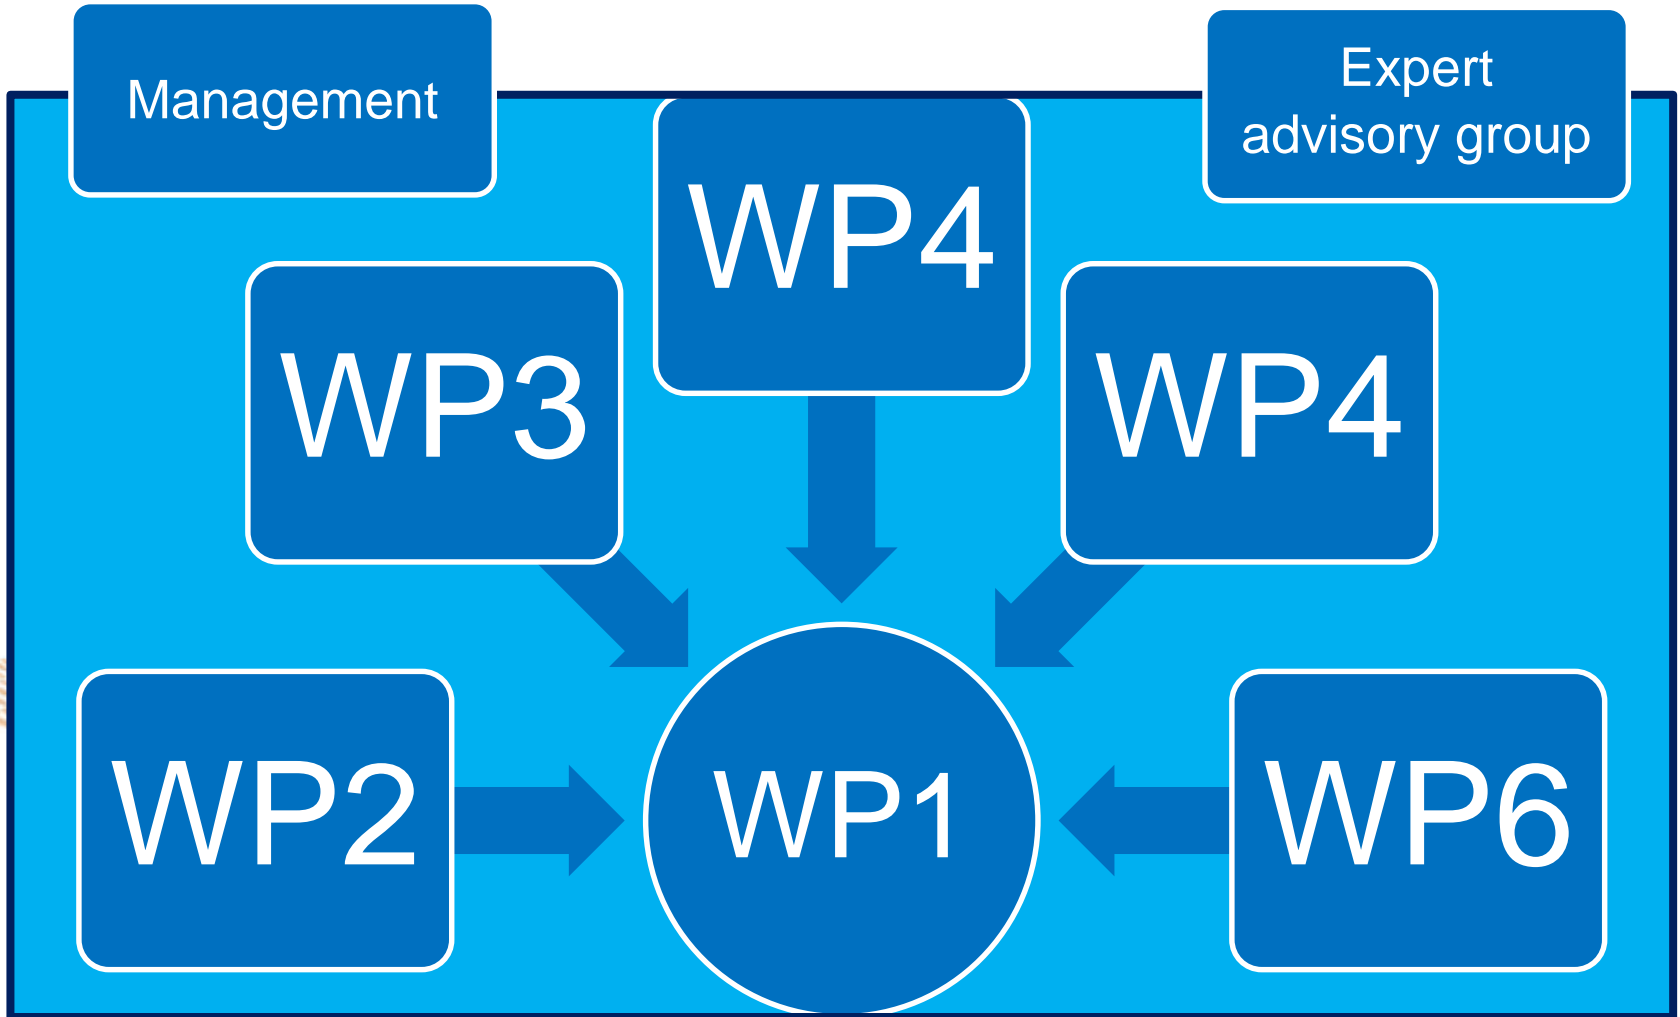 Management
Expert
advisory group
WP4
WP3
WP4
WP2
WP1
WP6